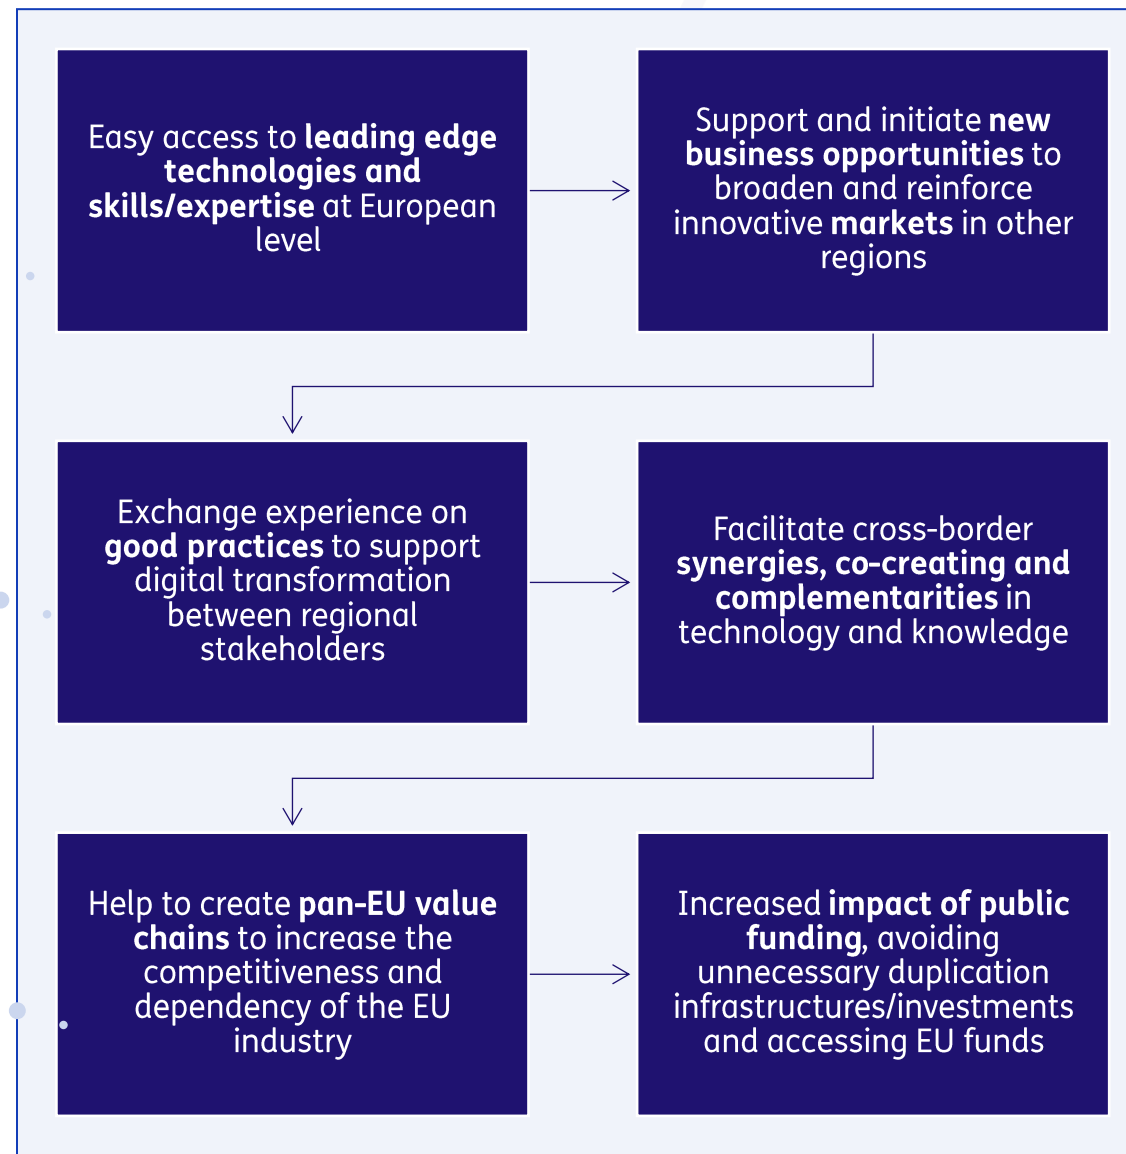 Easy access to leading edge
technologies and
skills/expertise at European
level
Support and initiate new
business opportunities to
broaden and reinforce
innovative markets in other
regions
Exchange experience on
good practices to support
digital transformation
between regional
stakeholders
Facilitate cross-border
synergies, co-creating and
complementarities in
technology and knowledge
Help to create pan-EU value
chains to increase the
competitiveness and
dependency of the EU
industry
Increased impact of public
funding, avoiding
unnecessary duplication
infrastructures/investments
and accessing EU funds